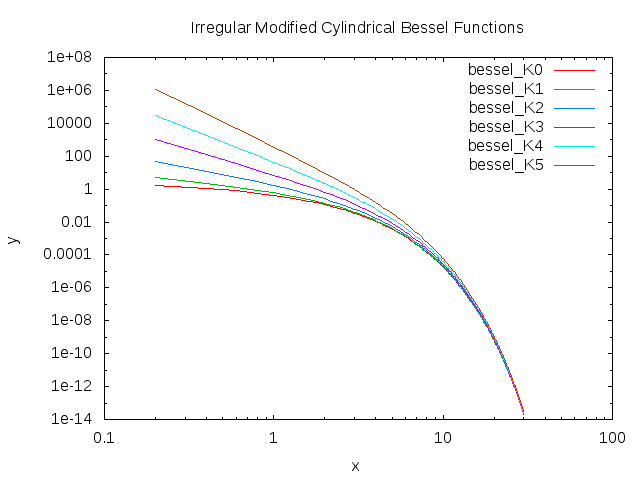 Irregular Modified Cylindrical Bessel Functions
1e+08
1e+06
10000
100
1
0.01
0.0001
1e-06
1e-08
1e-10
1e-12
1e-14
y
bessel_K0
bessel_K1
bessel_K2
bessel_K3
bessel_K4
bessel_K5
0.1 1 10 100
x